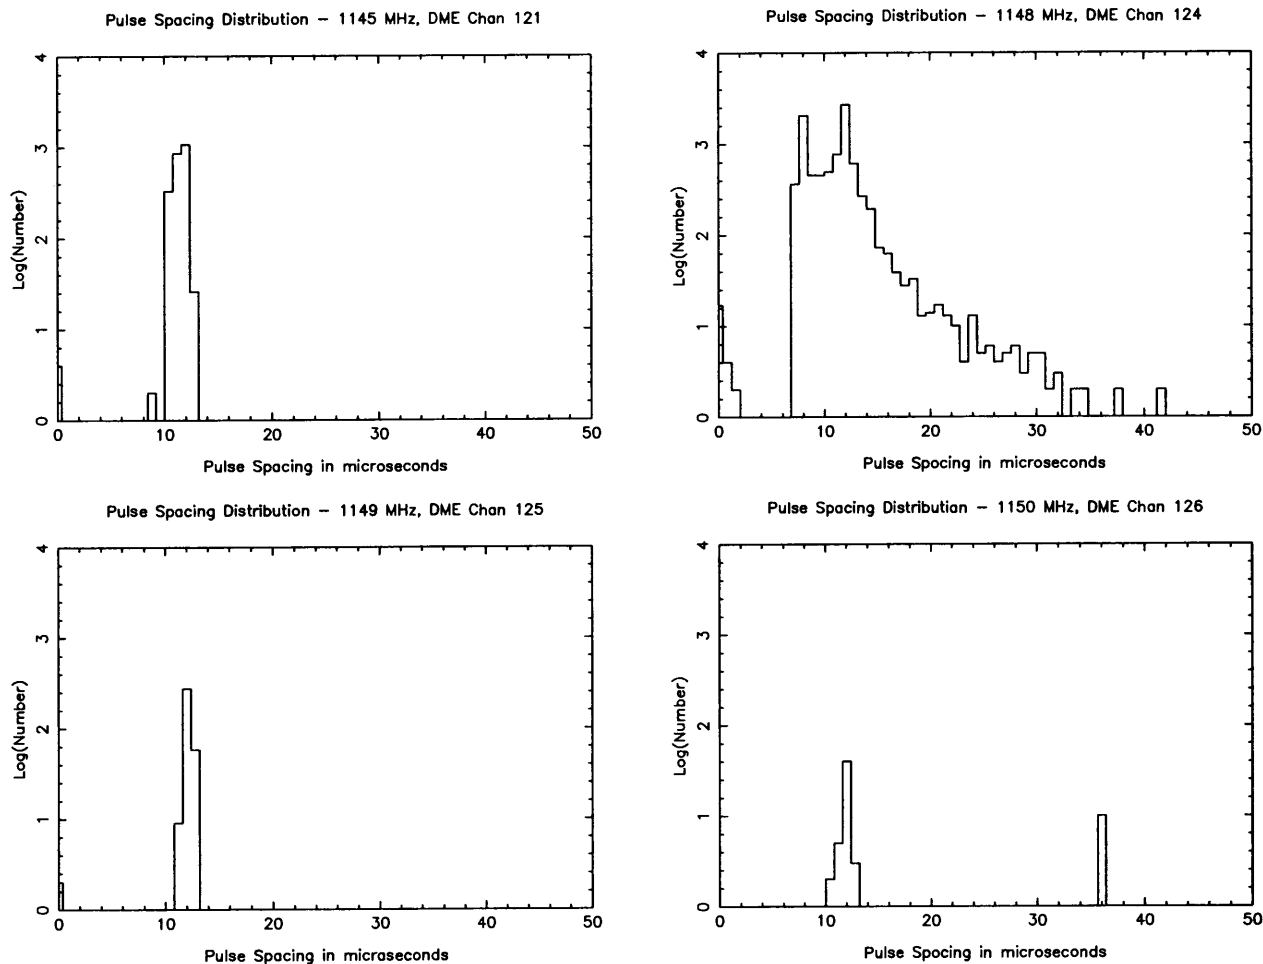 Pulse Spacing Distribution – 1145 MHz, DME Chan 121
Log(Number)
4
3
2
1
0
0 10 20 30 40 50
Pulse Spacing in microseconds
Pulse Spacing Distribution – 1148 MHz, DME Chan 124
Log(Number)
4
3
2
1
0
0 10 20 30 40 50
Pulse Spocing in microseconds
Pulse Spacing Distribution – 1149 MHz, DME Chan 125
Log(Number)
4
3
2
1
0
0 10 20 30 40 50
Pulse Spacing in micraseconds
Pulse Spacing Distributian – 1150 MHz, DME Chan 126
Log(Number)
4
3
2
1
0
0 10 20 30 40 50
Pulse Spocing in microseconds